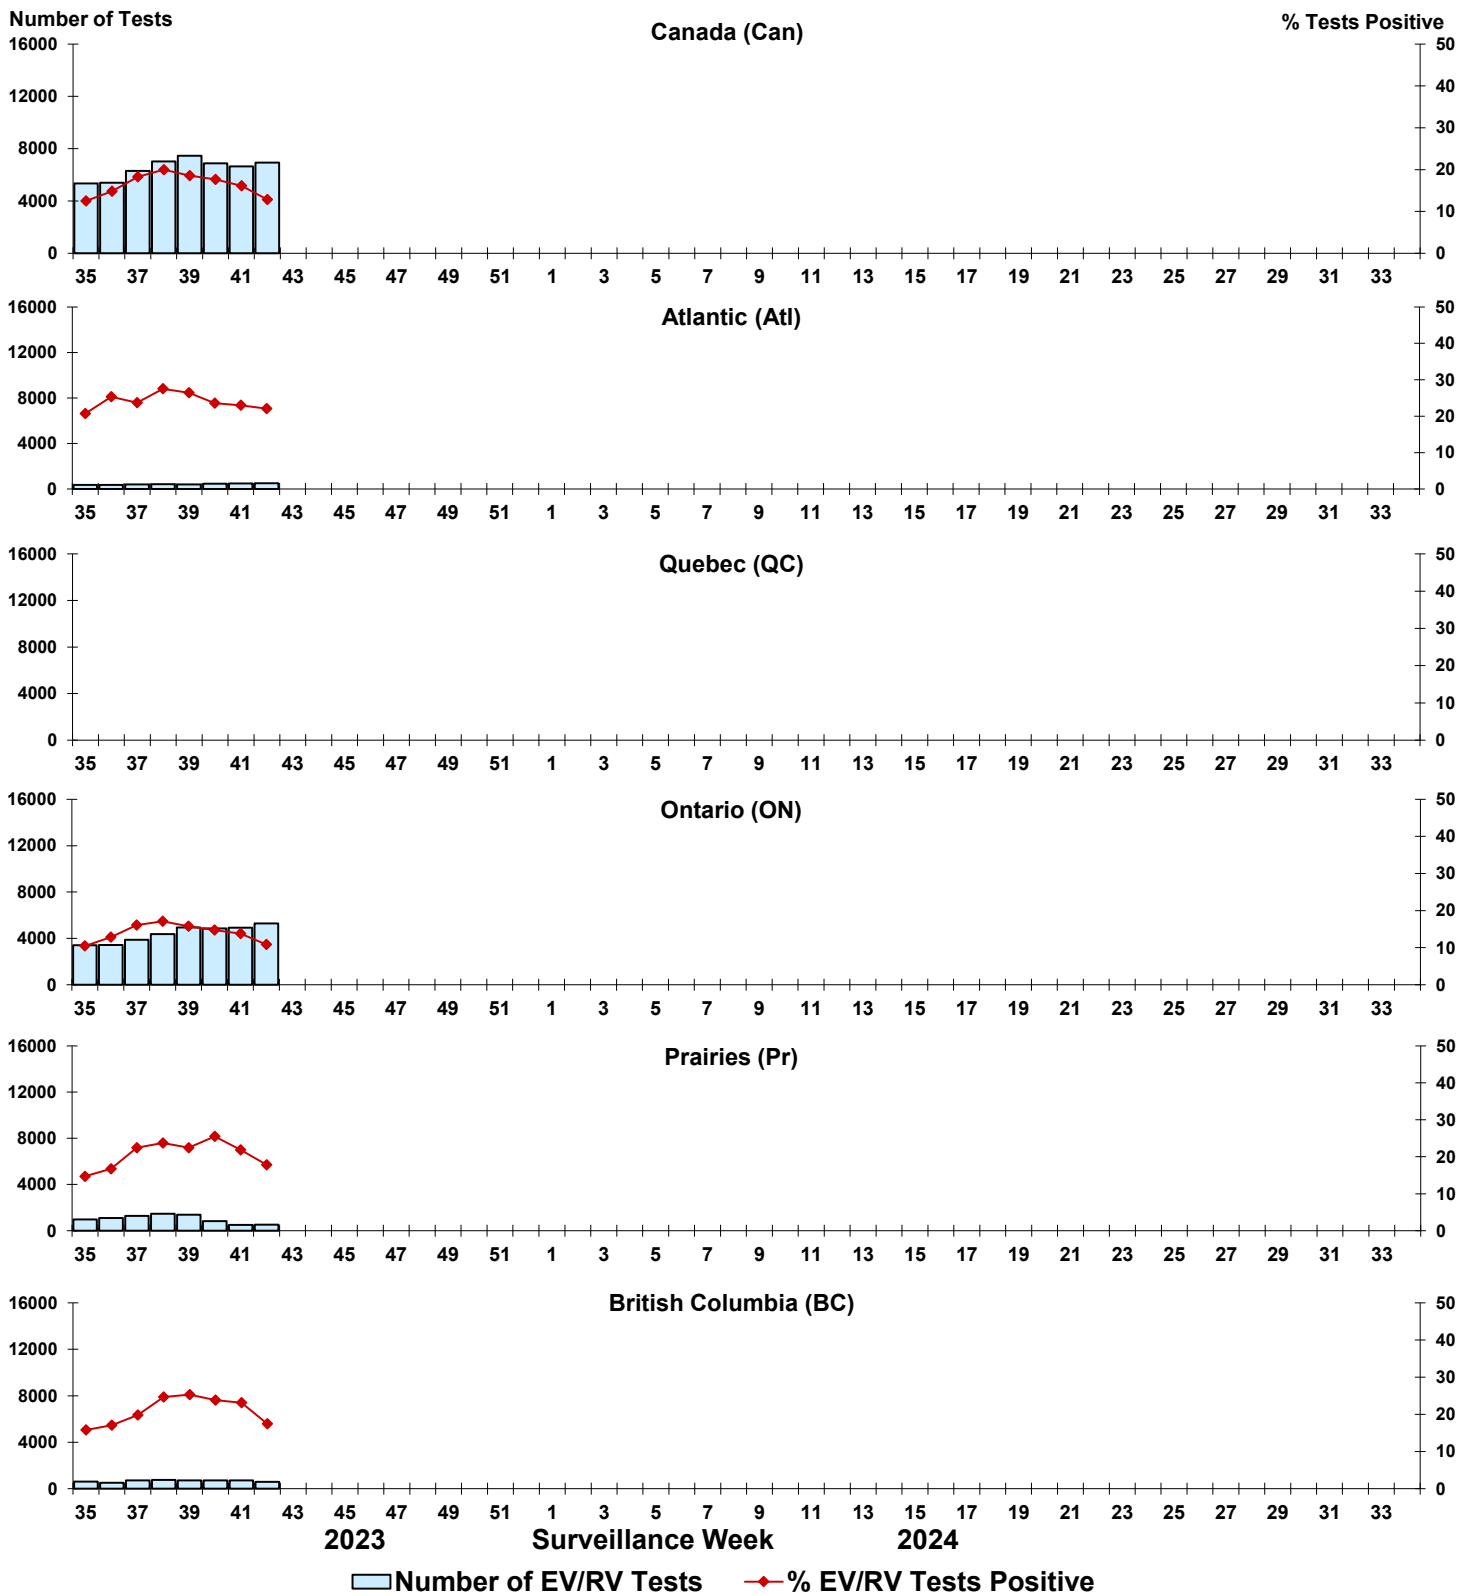 Number of Tests
Canada (Can)
% Tests Positive
16000 50
12000 40
8000 30
4000 20
0 10
0
35 37 39 41 43 45 47 49 51 1 3 5 7 9 11 13 15 17 19 21 23 25 27 29 31 33
Atlantic (Atl)
16000 50
12000 40
8000 30
4000 20
0 10
0
35 37 39 41 43 45 47 49 51 1 3 5 7 9 11 13 15 17 19 21 23 25 27 29 31 33
Quebec (QC)
16000 50
12000 40
8000 30
4000 20
0 10
0
35 37 39 41 43 45 47 49 51 1 3 5 7 9 11 13 15 17 19 21 23 25 27 29 31 33
Ontario (ON)
16000 50
12000 40
8000 30
4000 20
0 10
0
35 37 39 41 43 45 47 49 51 1 3 5 7 9 11 13 15 17 19 21 23 25 27 29 31 33
Prairies (Pr)
16000 50
12000 40
8000 30
4000 20
0 10
0
35 37 39 41 43 45 47 49 51 1 3 5 7 9 11 13 15 17 19 21 23 25 27 29 31 33
British Columbia (BC)
16000 50
12000 40
8000 30
4000 20
0 10
0
35 37 39 41 43 45 47 49 51 1 3 5 7 9 11 13 15 17 19 21 23 25 27 29 31 33
2023 Surveillance Week 2024
Number of EV/RV Tests % EV/RV Tests Positive